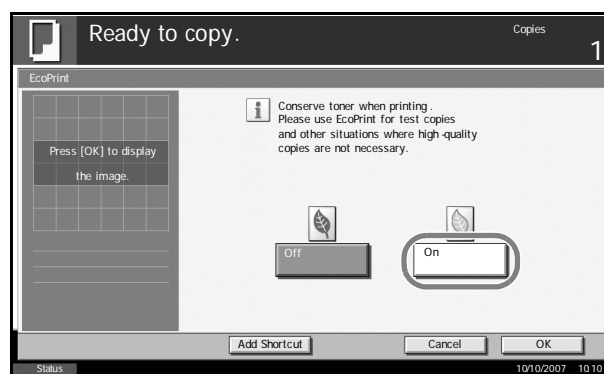 Ready to copy.
Copies
1
EcoPrint
Conserve toner when printing .
Please use EcoPrint for test copies
and other situations where high -quality
copies are not necessary.
Press [OK] to display
the image.
Off
On
Add Shortcut
Cancel
OK
Status
10/10/2007 10:10